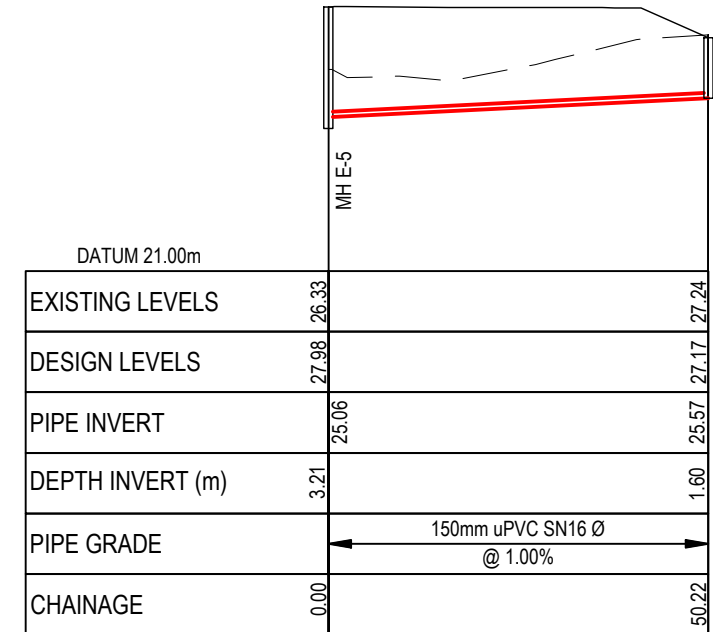 MH E-5
DATUM 21.00m
EXISTING LEVELS 26.33 27.24
DESIGN LEVELS 27.98 27.17
PIPE INVERT 25.06 25.57
DEPTH INVERT (m) 3.21 1.60
PIPE GRADE 150mm uPVC SN16 Ø
@ 1.00%
CHAINAGE 0.00 50.22